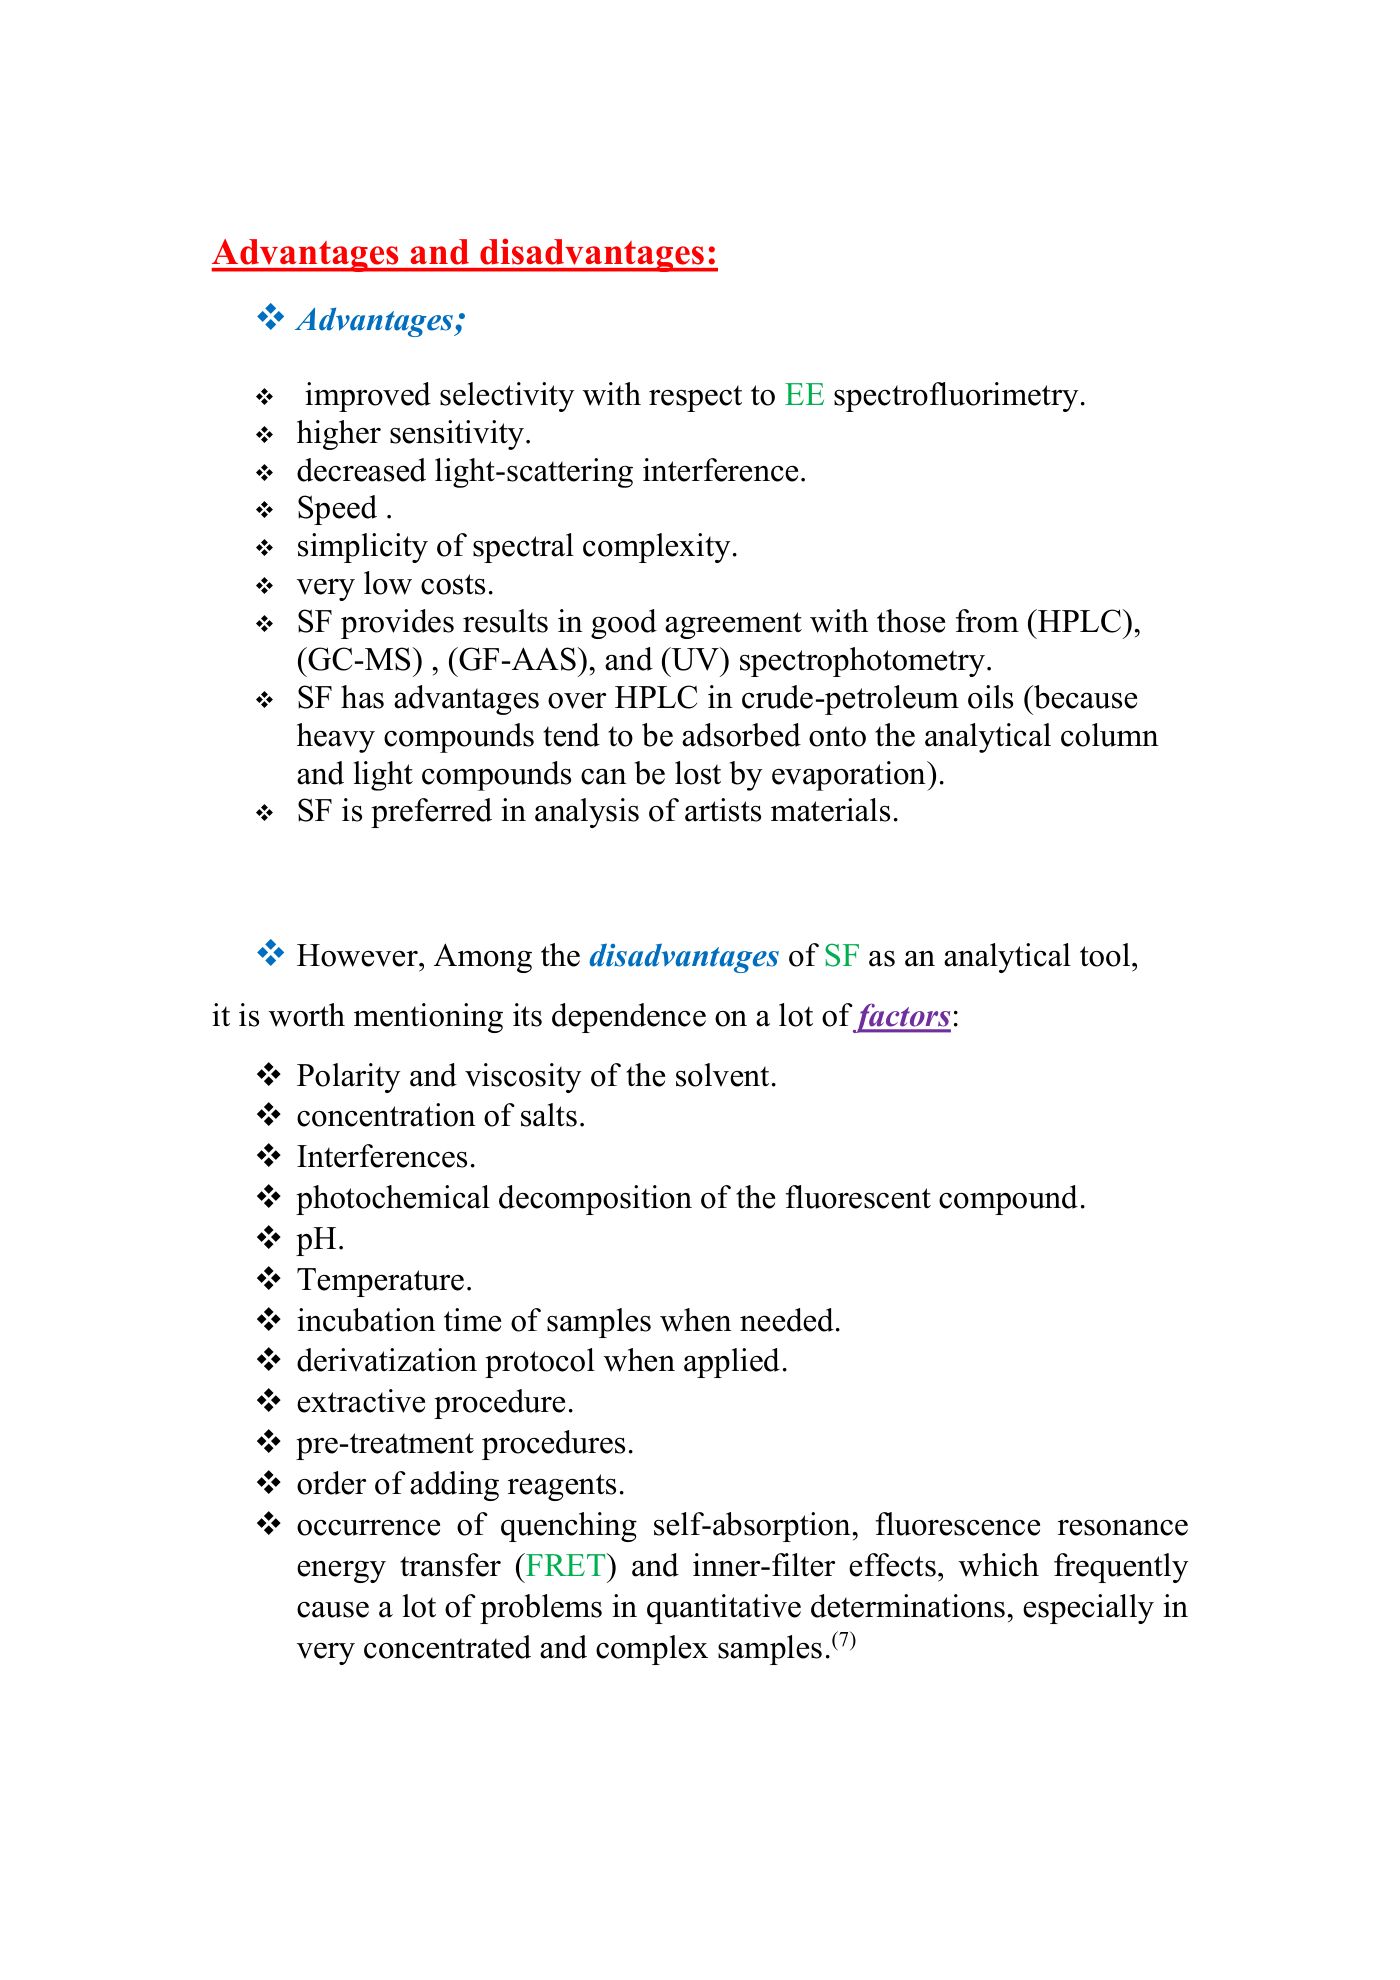 Advantages and disadvantages:
❖ Advantages;
❖ improved selectivity with respect to EE spectrofluorimetry.
❖ higher sensitivity.
❖ decreased light-scattering interference.
❖ Speed .
❖ simplicity of spectral complexity.
❖ very low costs.
❖ SF provides results in good agreement with those from (HPLC),
(GC-MS) , (GF-AAS), and (UV) spectrophotometry.
❖ SF has advantages over HPLC in crude-petroleum oils (because
heavy compounds tend to be adsorbed onto the analytical column
and light compounds can be lost by evaporation).
❖ SF is preferred in analysis of artists materials.
❖ However, Among the disadvantages of SF as an analytical tool,
it is worth mentioning its dependence on a lot of factors:
❖ Polarity and viscosity of the solvent.
❖ concentration of salts.
❖ Interferences.
❖ photochemical decomposition of the fluorescent compound.
❖ pH.
❖ Temperature.
❖ incubation time of samples when needed.
❖ derivatization protocol when applied.
❖ extractive procedure.
❖ pre-treatment procedures.
❖ order of adding reagents.
❖ occurrence of quenching self-absorption, fluorescence resonance
energy transfer (FRET) and inner-filter effects, which frequently
cause a lot of problems in quantitative determinations, especially in
very concentrated and complex samples.(7)